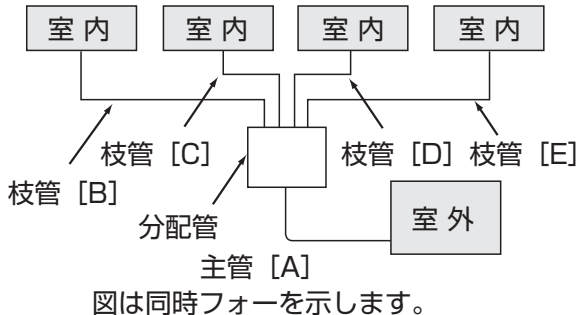 室 内 室 内 室 内 室 内
枝管［C］ 枝管［D］ 枝管［E］
枝管［B］
分配管
室 外
主管［A］
図は同時フォーを示します。